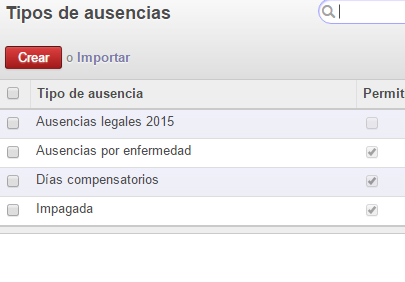 Tipos de ausencias
Crear o Importar
Tipo de ausencia Permit
Ausencias legales 2015
Ausencias por enfermedad
Días compensatorios
Impagada